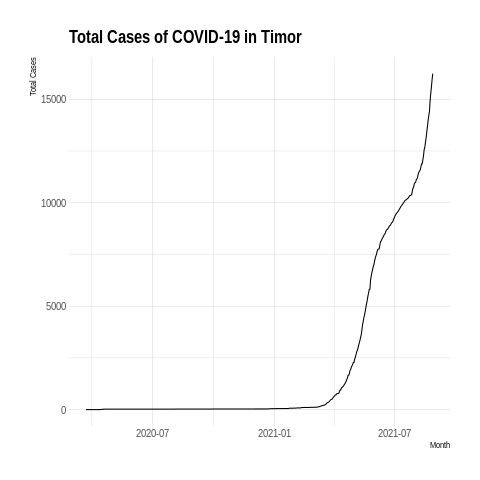 Total Cases of COVID-19 in Timor
Total Cases
15000
10000
5000
0
2020-07
2021-01
2021-07
Month